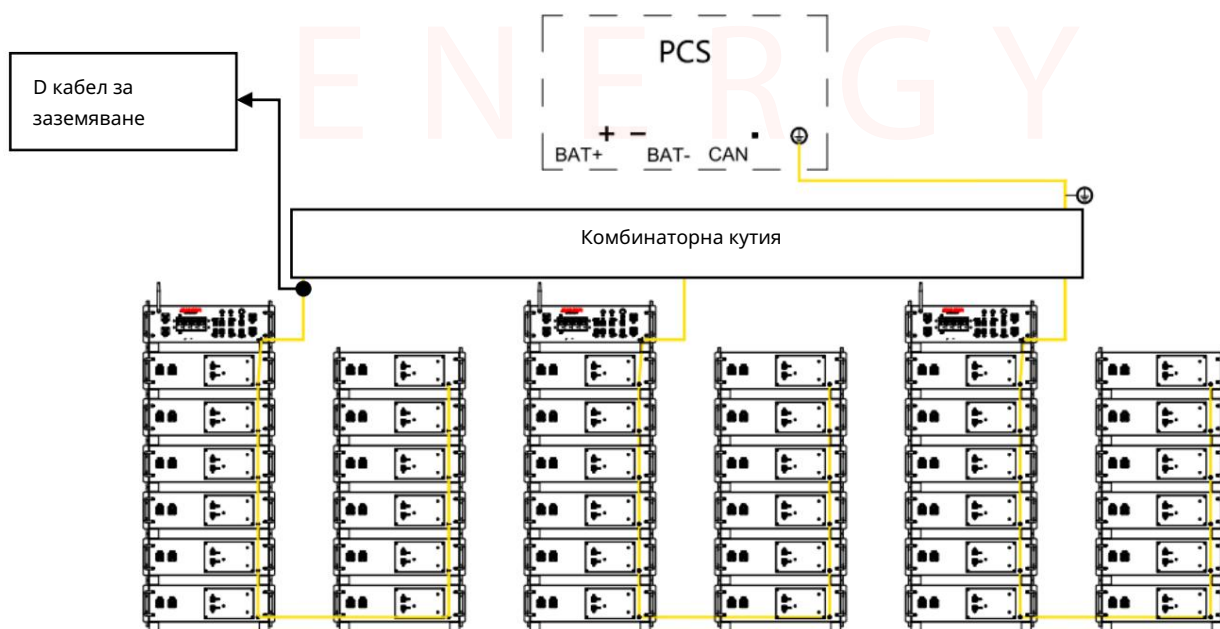 ENERGY
PCS
D кабел за
заземяване
+ -
BAT+ BAT- CAN
Комбинаторна кутия